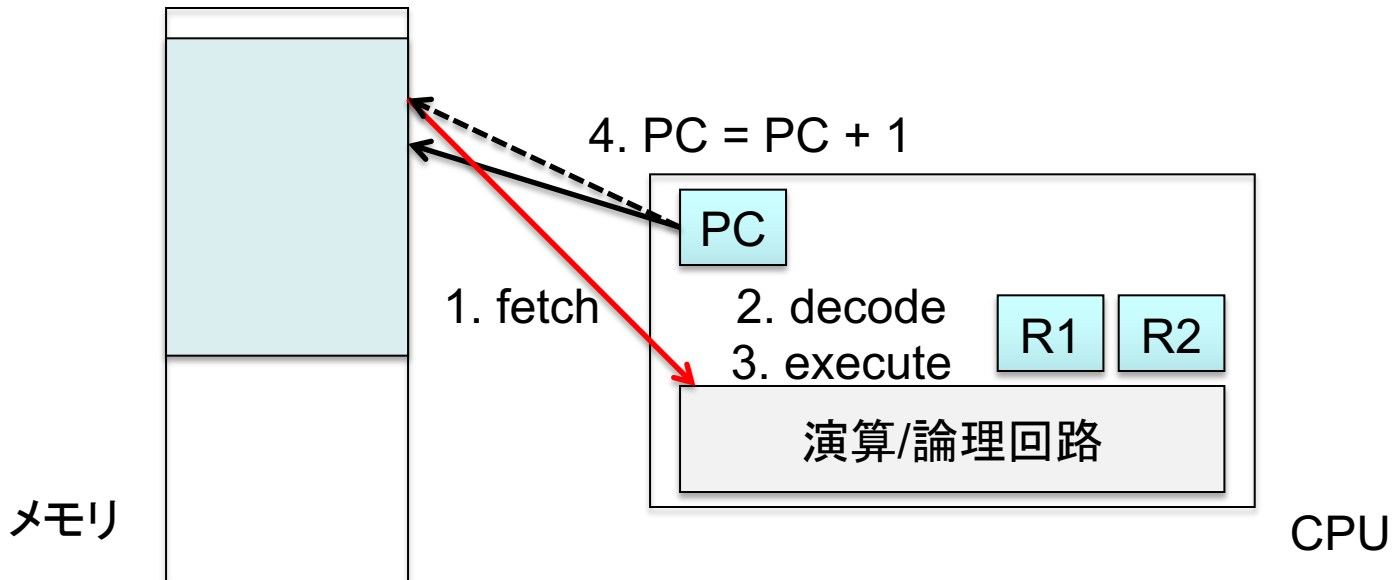 4. PC = PC + 1
PC
1. fetch
2. decode
3. execute
R1
R2
演算/論理回路
メモリ
CPU